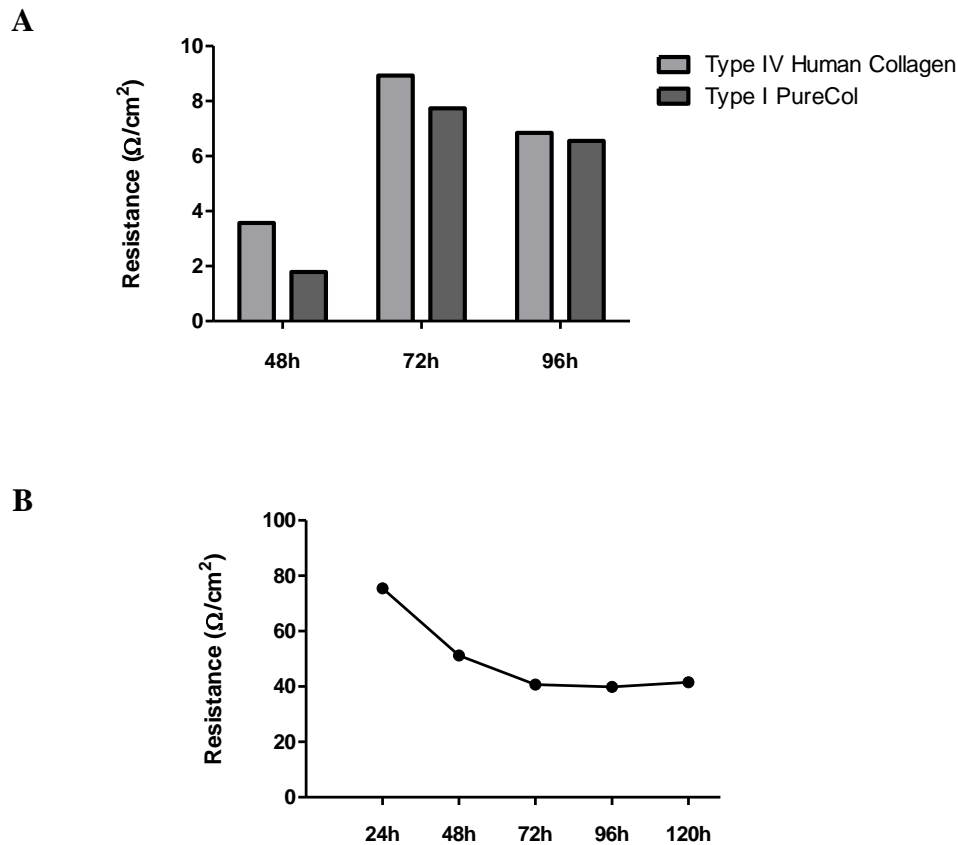 A
10
8
6
4
2
0
Resistance (Ω/cm²)
48h 72h 96h
Type IV Human Collagen
Type I PureCol
B
100
80
60
40
20
0
Resistance (Ω/cm²)
24h 48h 72h 96h 120h